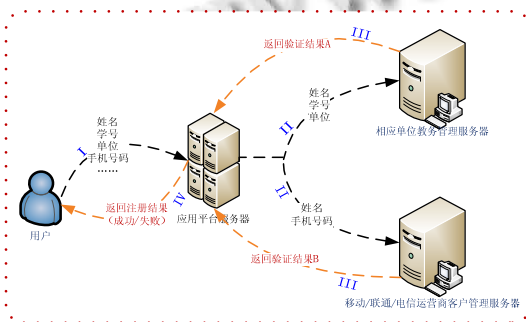 III
返回验证结果A
姓名
学号
单位
II
相应单位教务管理服务器
姓名
学号
单位
手机号码
……
I
返回注册结果
（成功/失败）
IV
应用平台服务器
用户
II
姓名
手机号码
返回验证结果B
III
移动/联通/电信运营商客户管理服务器